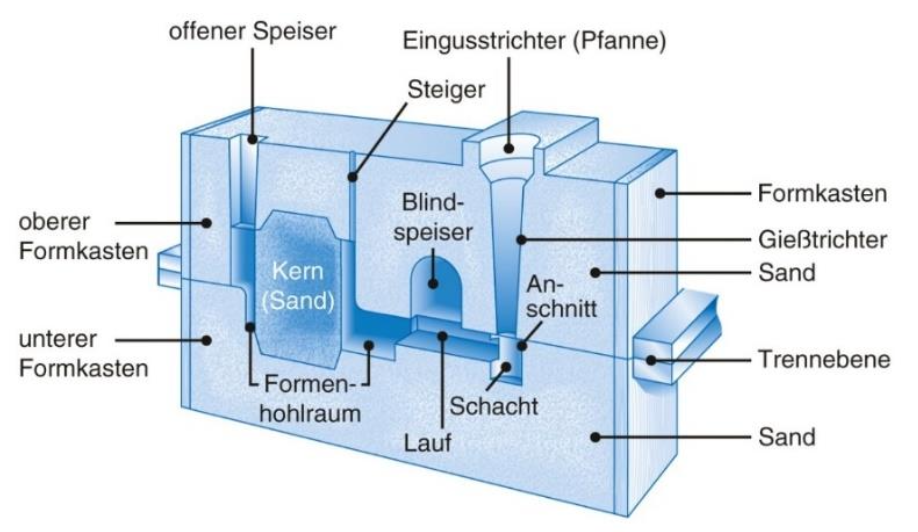 offener Speiser
Eingusstrichter (Pfanne)
Steiger
Formkasten
Blind-
speiser
oberer
Formkasten
Gießtrichter
Kern
(Sand)
Sand
An-
schnitt
unterer
Formkasten
Trennebene
Formen-
hohlraum
Schacht
Lauf
Sand